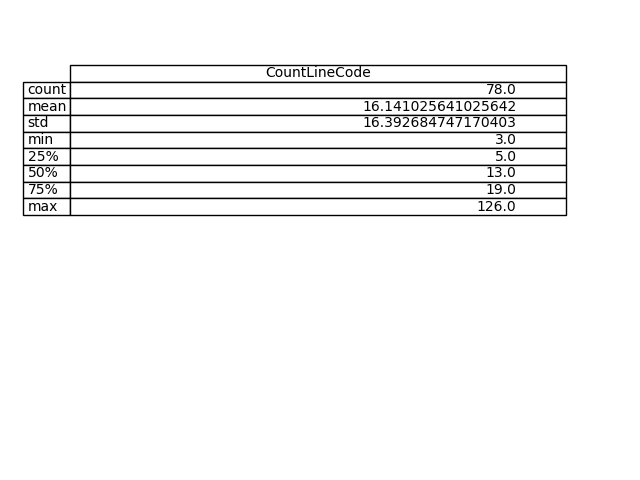 CountLineCode
count 78.0
mean 16.141025641025642
std 16.392684747170403
min 3.0
25% 5.0
50% 13.0
75% 19.0
max 126.0